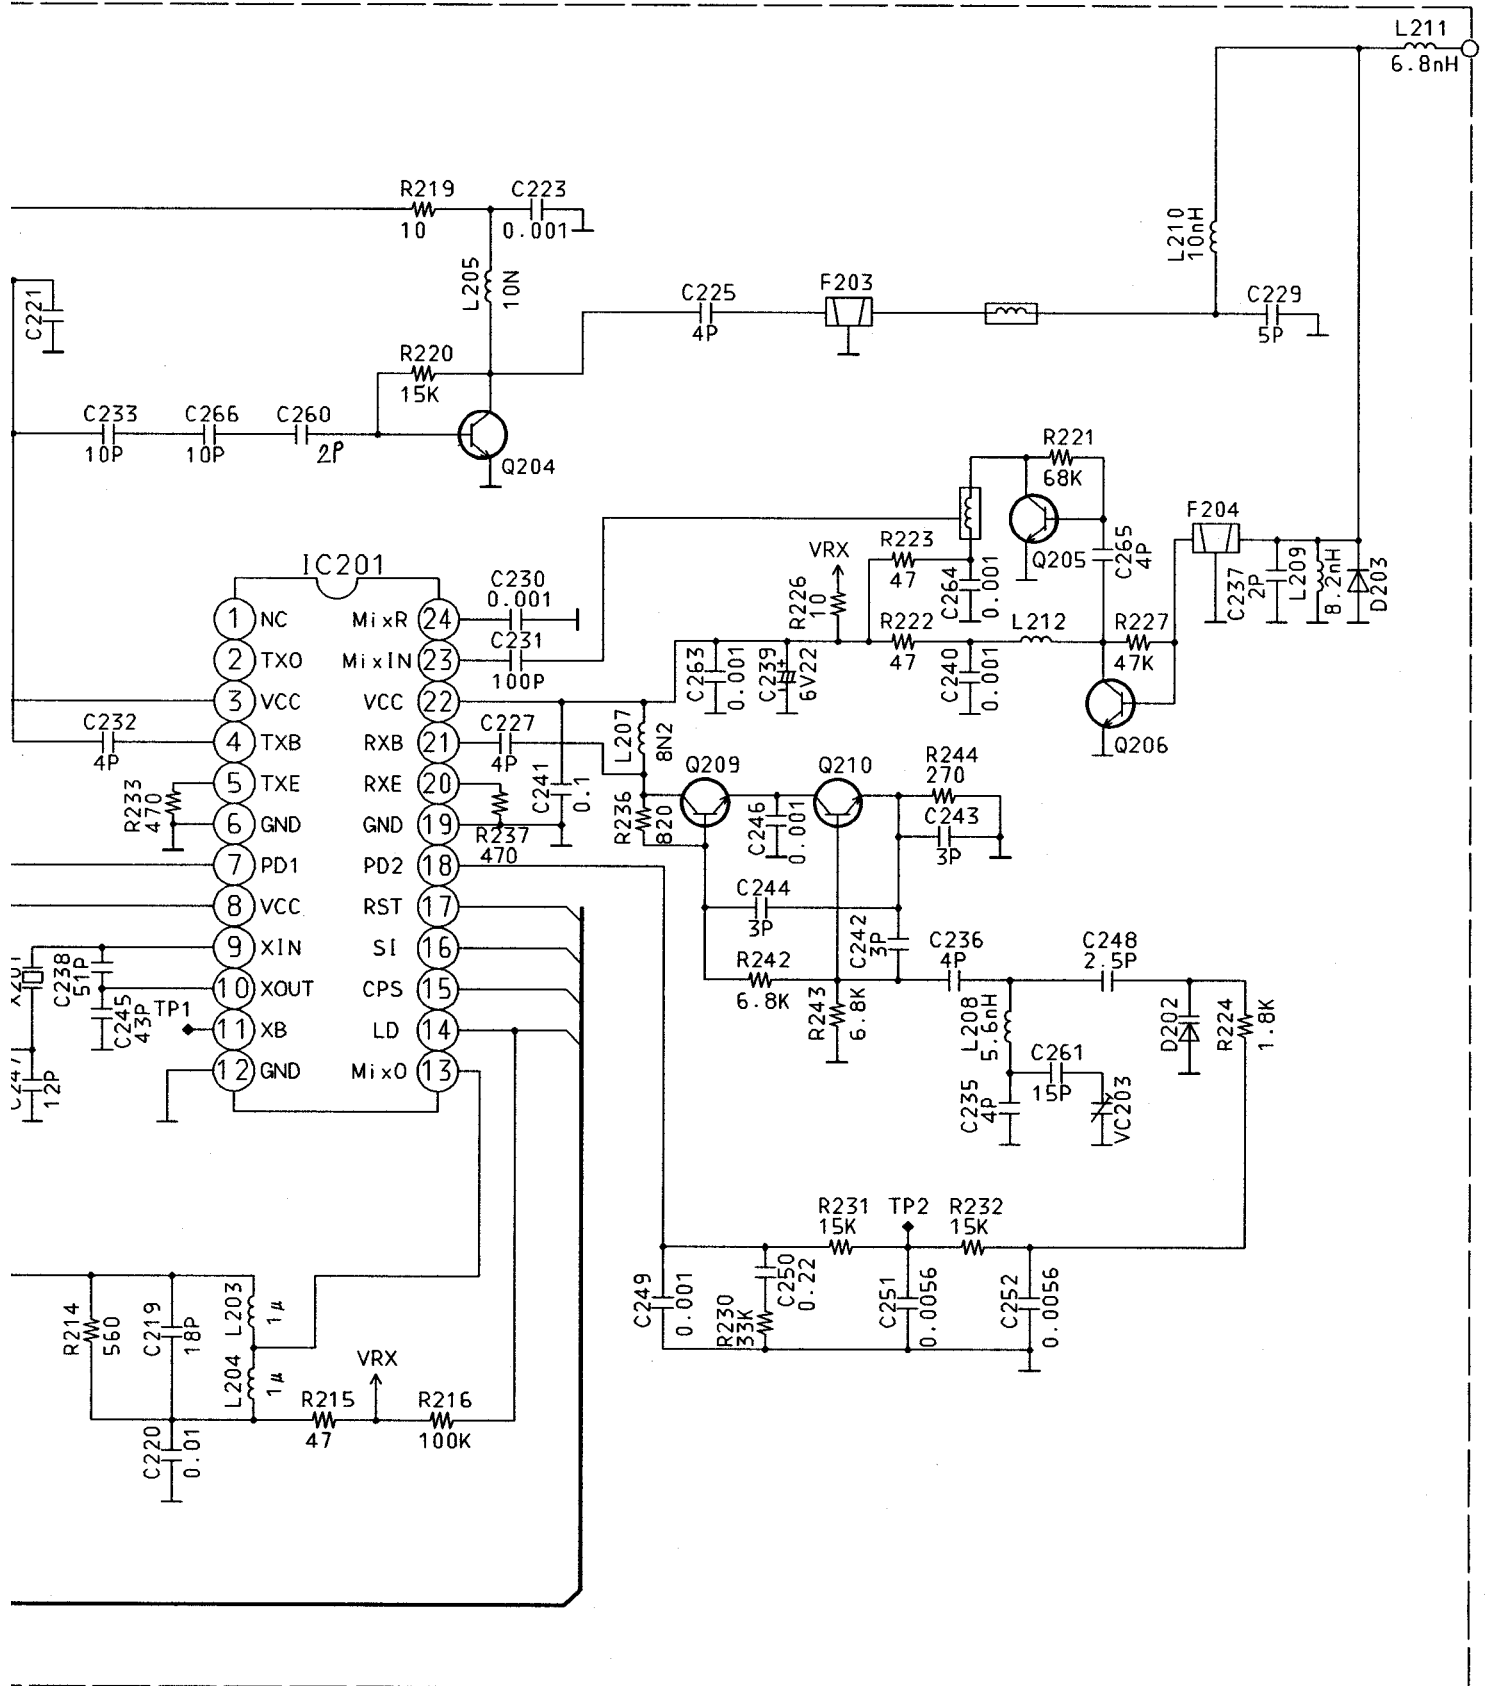 L211
6.8nH
R219
10
C223
0.001
L205
10N
L210
10nH
C221
C225
4P
F203
C229
5P
R220
15K
C233
10P
C266
10P
C260
2P
Q204
R221
68K
Q205
C265
4P
F204
C237
2P
L209
8.2nH
D203
VRX
R226
10
R223
47
C264
0.001
R222
47
L212
R227
47K
C263
0.001
C239
6V22
+
C240
0.001
Q206
IC201
1 NC
2 TXO
3 VCC
4 TXB
5 TXE
6 GND
7 PD1
8 VCC
9 XIN
10 XOUT
11 XB
12 GND
MixR 24
MixIN 23
VCC 22
RXB 21
RXE 20
GND 19
PD2 18
RST 17
SI 16
CPS 15
LD 14
MixO 13
C230
0.001
C231
100P
C232
4P
C227
4P
R233
470
R237
470
C241
0.1
L207
8N2
R236
820
Q209
Q210
C246
0.001
R244
270
C243
3P
C244
3P
C242
3P
R242
6.8K
R243
6.8K
C236
4P
C248
2.5P
L208
5.6nH
D202
R224
1.8K
C261
15P
C235
4P
VC203
X201
C238
51P
C245
43P
TP1
C247
12P
R231
15K
TP2
R232
15K
C249
0.001
C250
0.22
R230
33K
C251
0.0056
C252
0.0056
R214
560
C219
18P
L203
1μ
L204
1μ
VRX
R215
47
R216
100K
C220
0.01